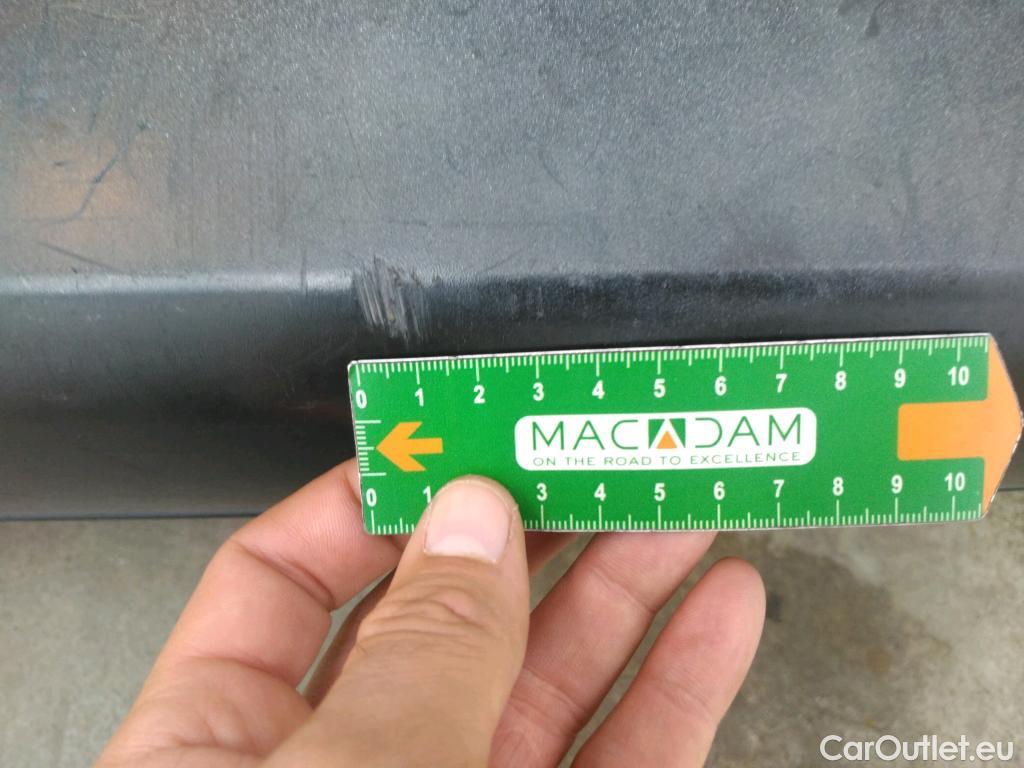 0 1 2 3 4 5 6 7 8 9 10
MACADAM
ON THE ROAD TO EXCELLENCE
0 1 3 4 5 6 7 8 9 10
CarOutlet.eu